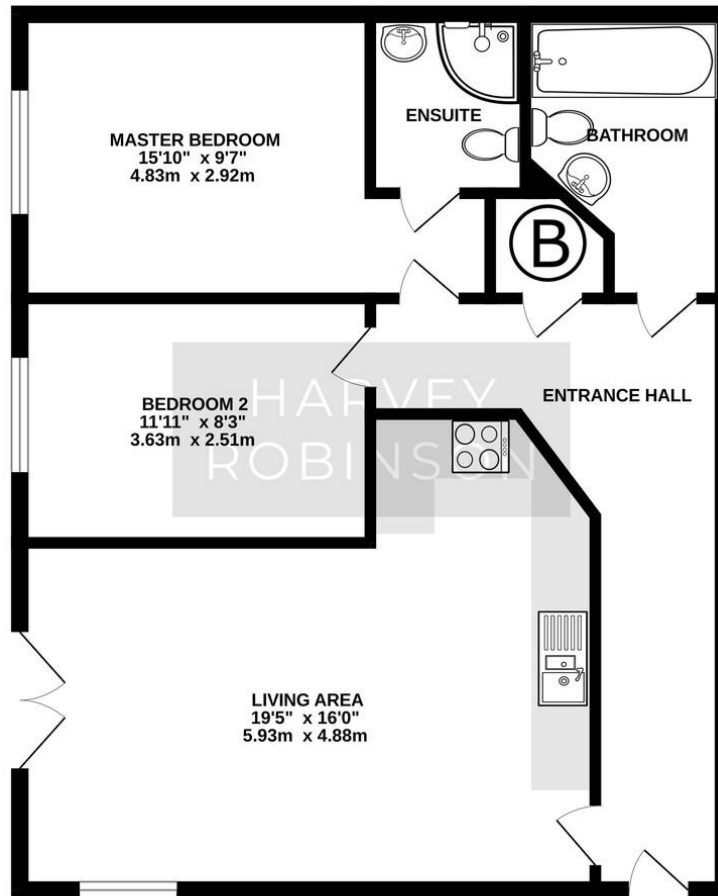 MASTER BEDROOM
15'10" x 9'7"
4.83m x 2.92m
ENSUITE
BATHROOM
B
BEDROOM 2
11'11" x 8'3"
3.63m x 2.51m
HARVEY
ROBINSON
ENTRANCE HALL
LIVING AREA
19'5" x 16'0"
5.93m x 4.88m